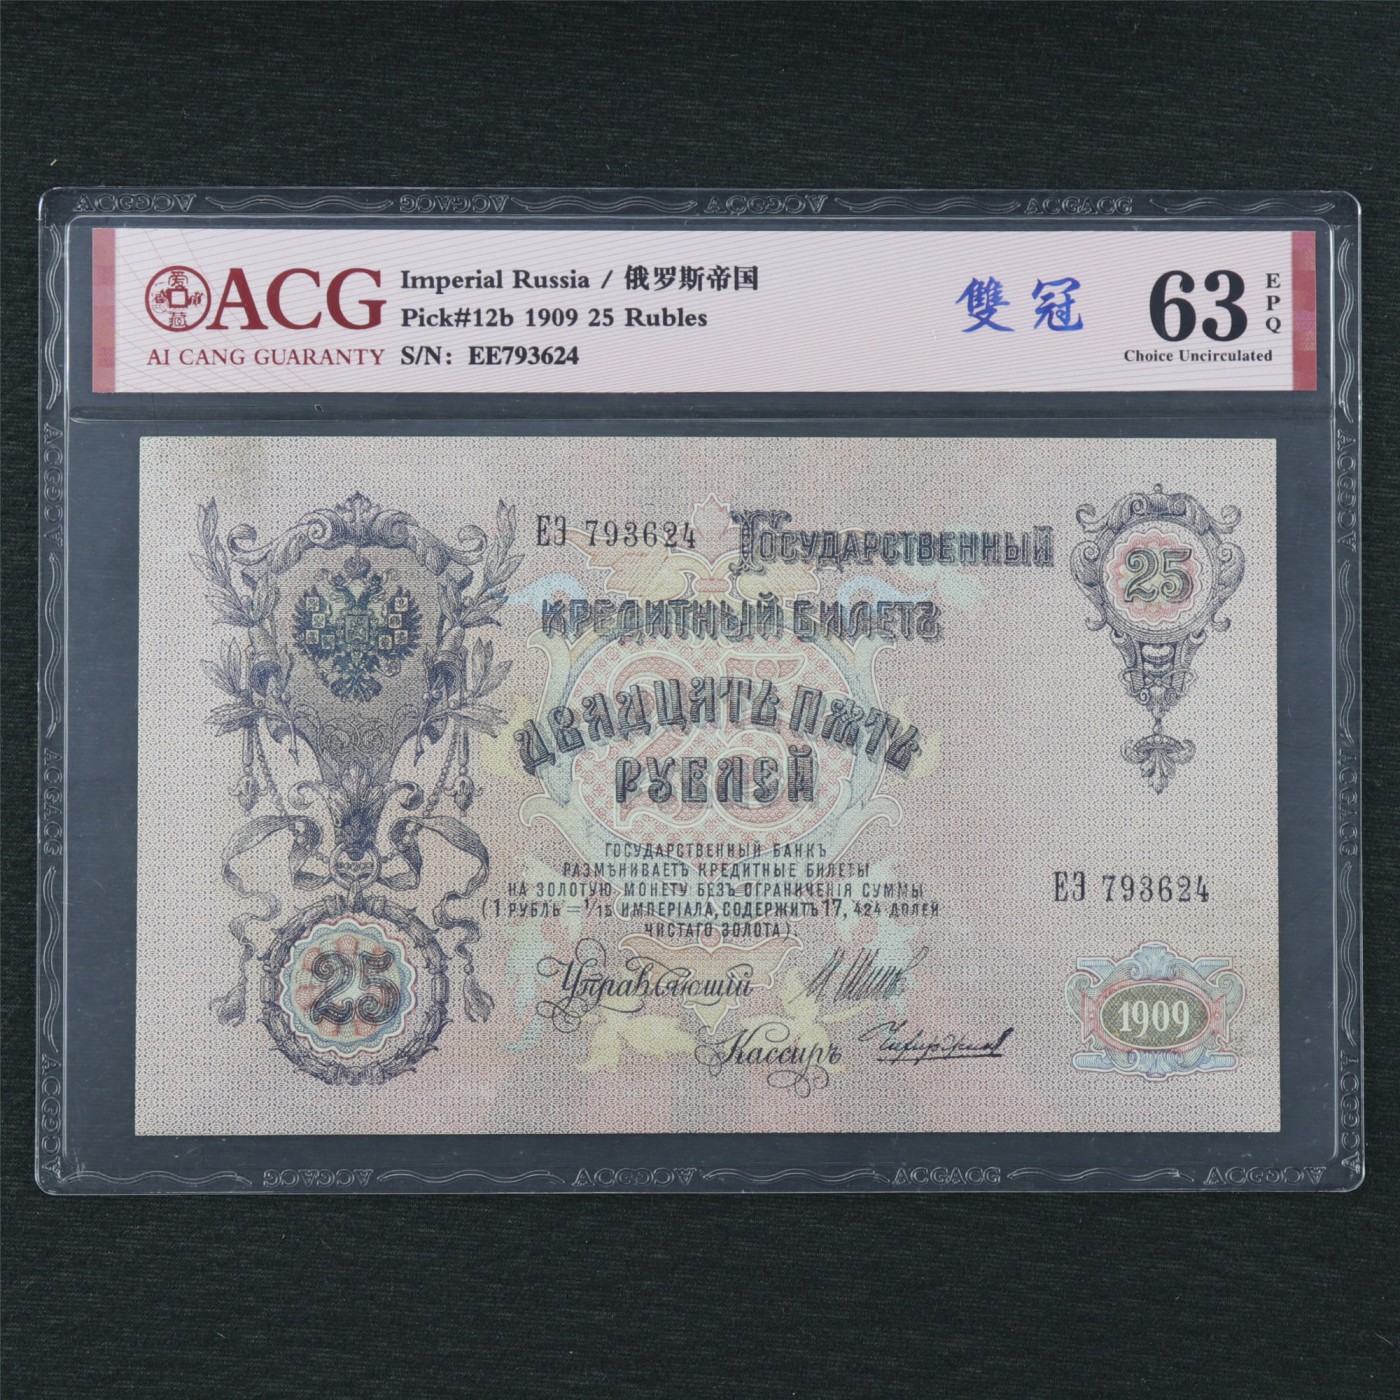 ACG
AI CANG GUARANTY
Imperial Russia / 俄罗斯帝国
Pick#12b 1909 25 Rubles
S/N: EE793624
雙冠
63
EPQ
Choice Uncirculated
ЕЭ 793624
ГОСУДАРСТВЕННЫЙ
КРЕДИТНЫЙ БИЛЕТЪ
ДВАДЦАТЬ ПЯТЬ
РУБЛЕЙ
25
25
25
ГОСУДАРСТВЕННЫЙ БАНКЪ
РАЗМѢНИВАЕТЪ КРЕДИТНЫЕ БИЛЕТЫ
НА ЗОЛОТУЮ МОНЕТУ БЕЗЪ ОГРАНИЧЕНІЯ СУММЫ
(1 РУБЛЬ = 1/15 ИМПЕРІАЛА, СОДЕРЖИТЪ 17, 424 ДОЛЕЙ
ЧИСТАГО ЗОЛОТА).
ЕЭ 793624
Управляющій
Кассиръ
1909